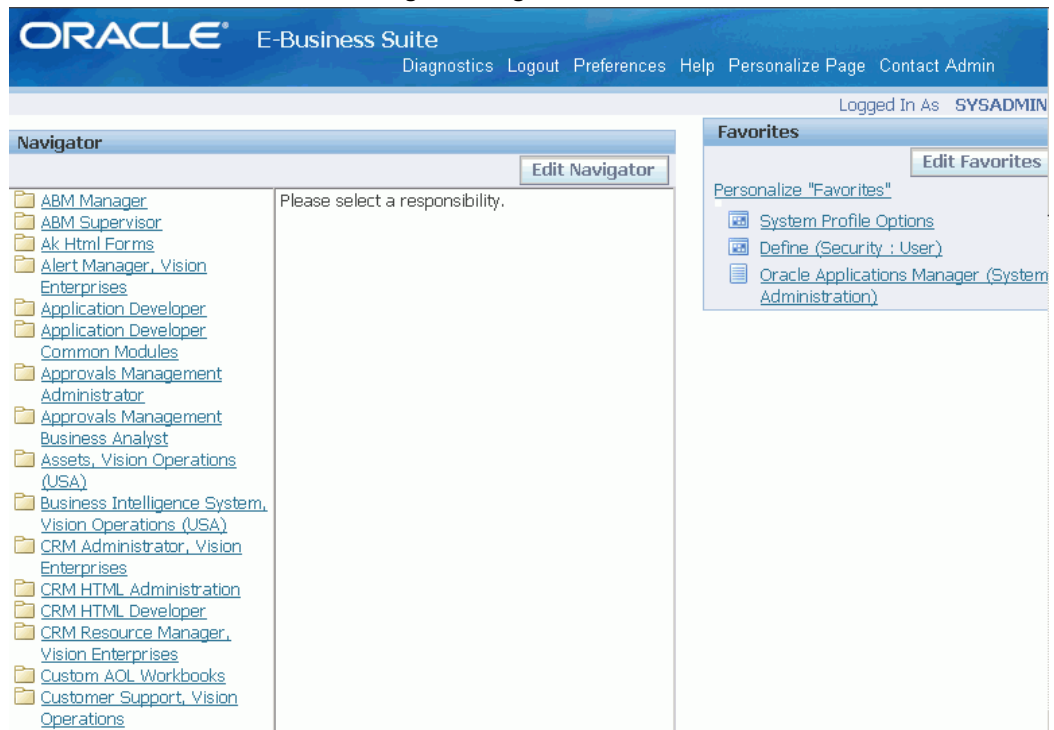 ORACLE® E-Business Suite
Diagnostics Logout Preferences Help Personalize Page Contact Admin
Logged In As SYSADMIN
Navigator
Edit Navigator
ABM Manager
ABM Supervisor
Ak Html Forms
Alert Manager, Vision
Enterprises
Application Developer
Application Developer
Common Modules
Approvals Management
Administrator
Approvals Management
Business Analyst
Assets, Vision Operations
(USA)
Business Intelligence System,
Vision Operations (USA)
CRM Administrator, Vision
Enterprises
CRM HTML Administration
CRM HTML Developer
CRM Resource Manager,
Vision Enterprises
Custom AOL Workbooks
Customer Support, Vision
Operations
Please select a responsibility.
Favorites
Edit Favorites
Personalize "Favorites"
System Profile Options
Define (Security : User)
Oracle Applications Manager (System
Administration)